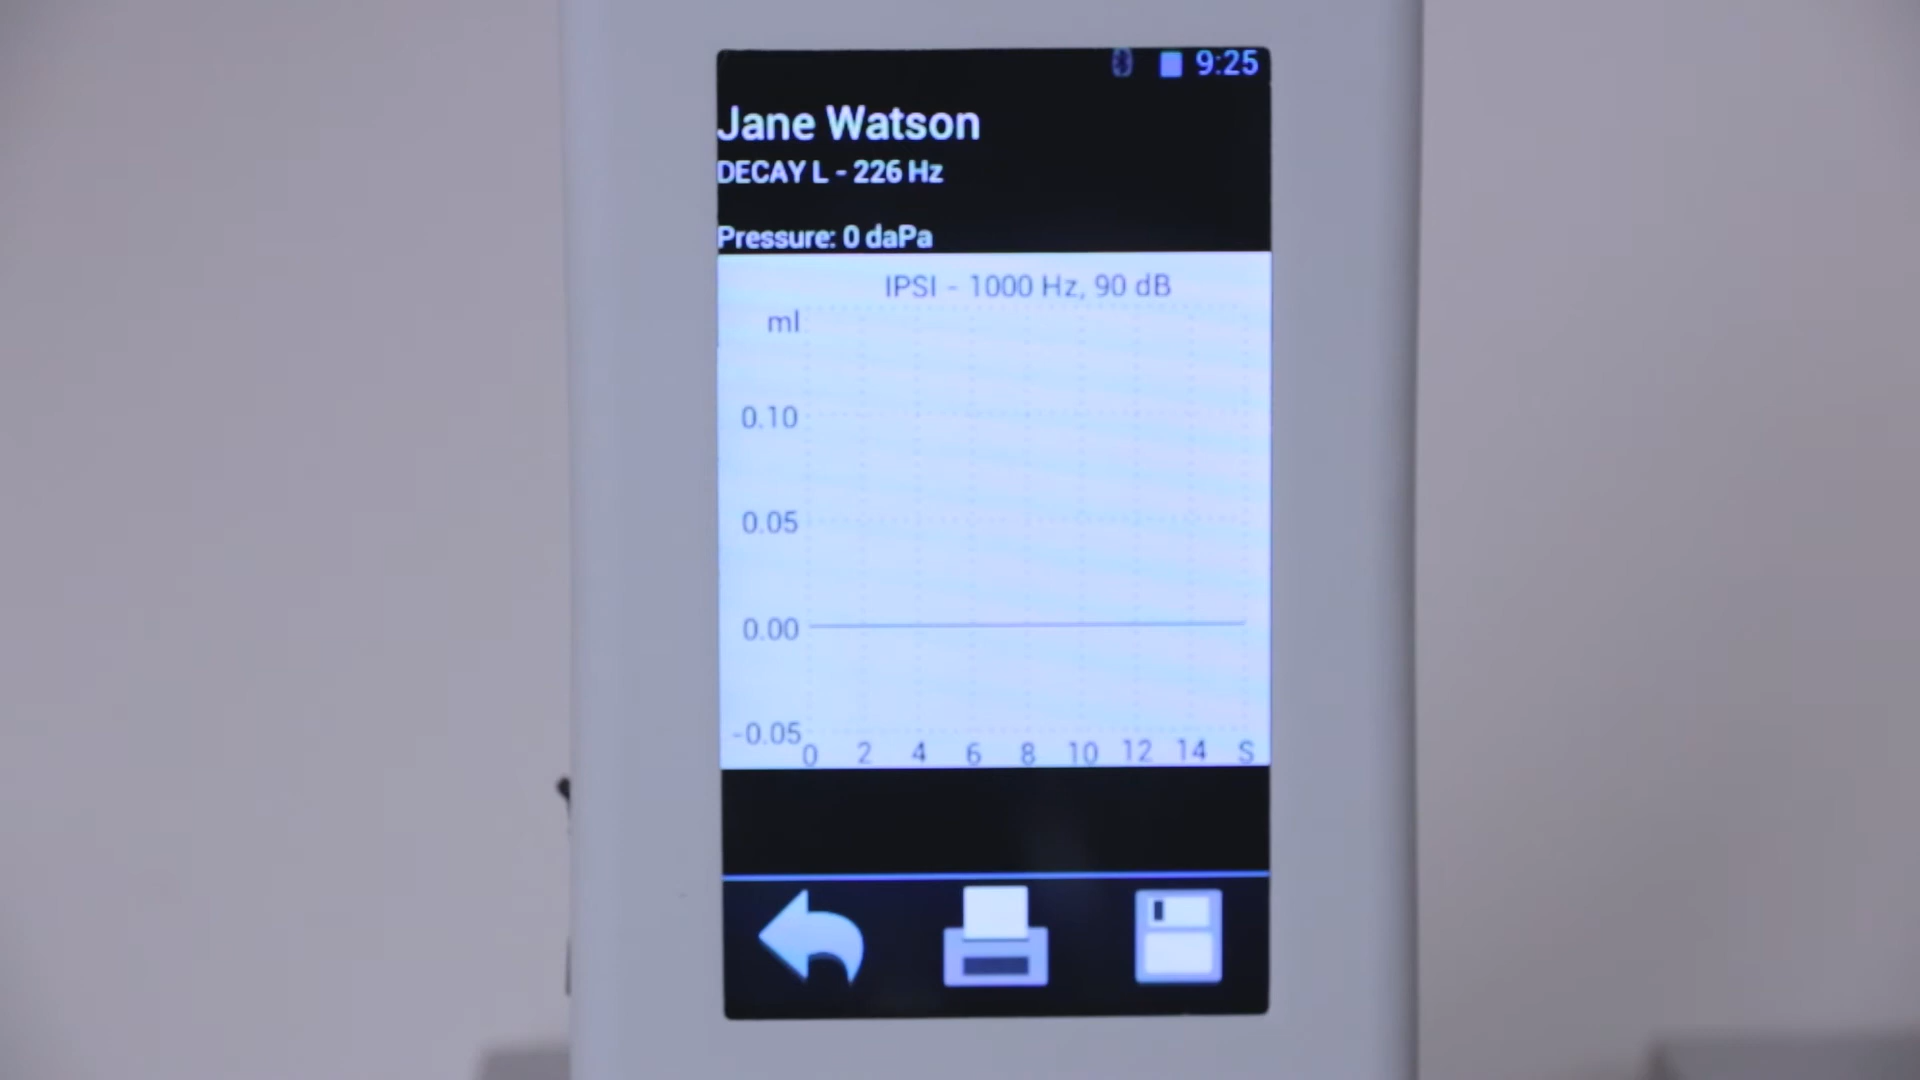 9:25
Jane Watson
DECAY L - 226 Hz
Pressure: 0 daPa
IPSI - 1000 Hz, 90 dB
ml
0.10
0.05
0.00
-0.05
0 2 4 6 8 10 12 14 S